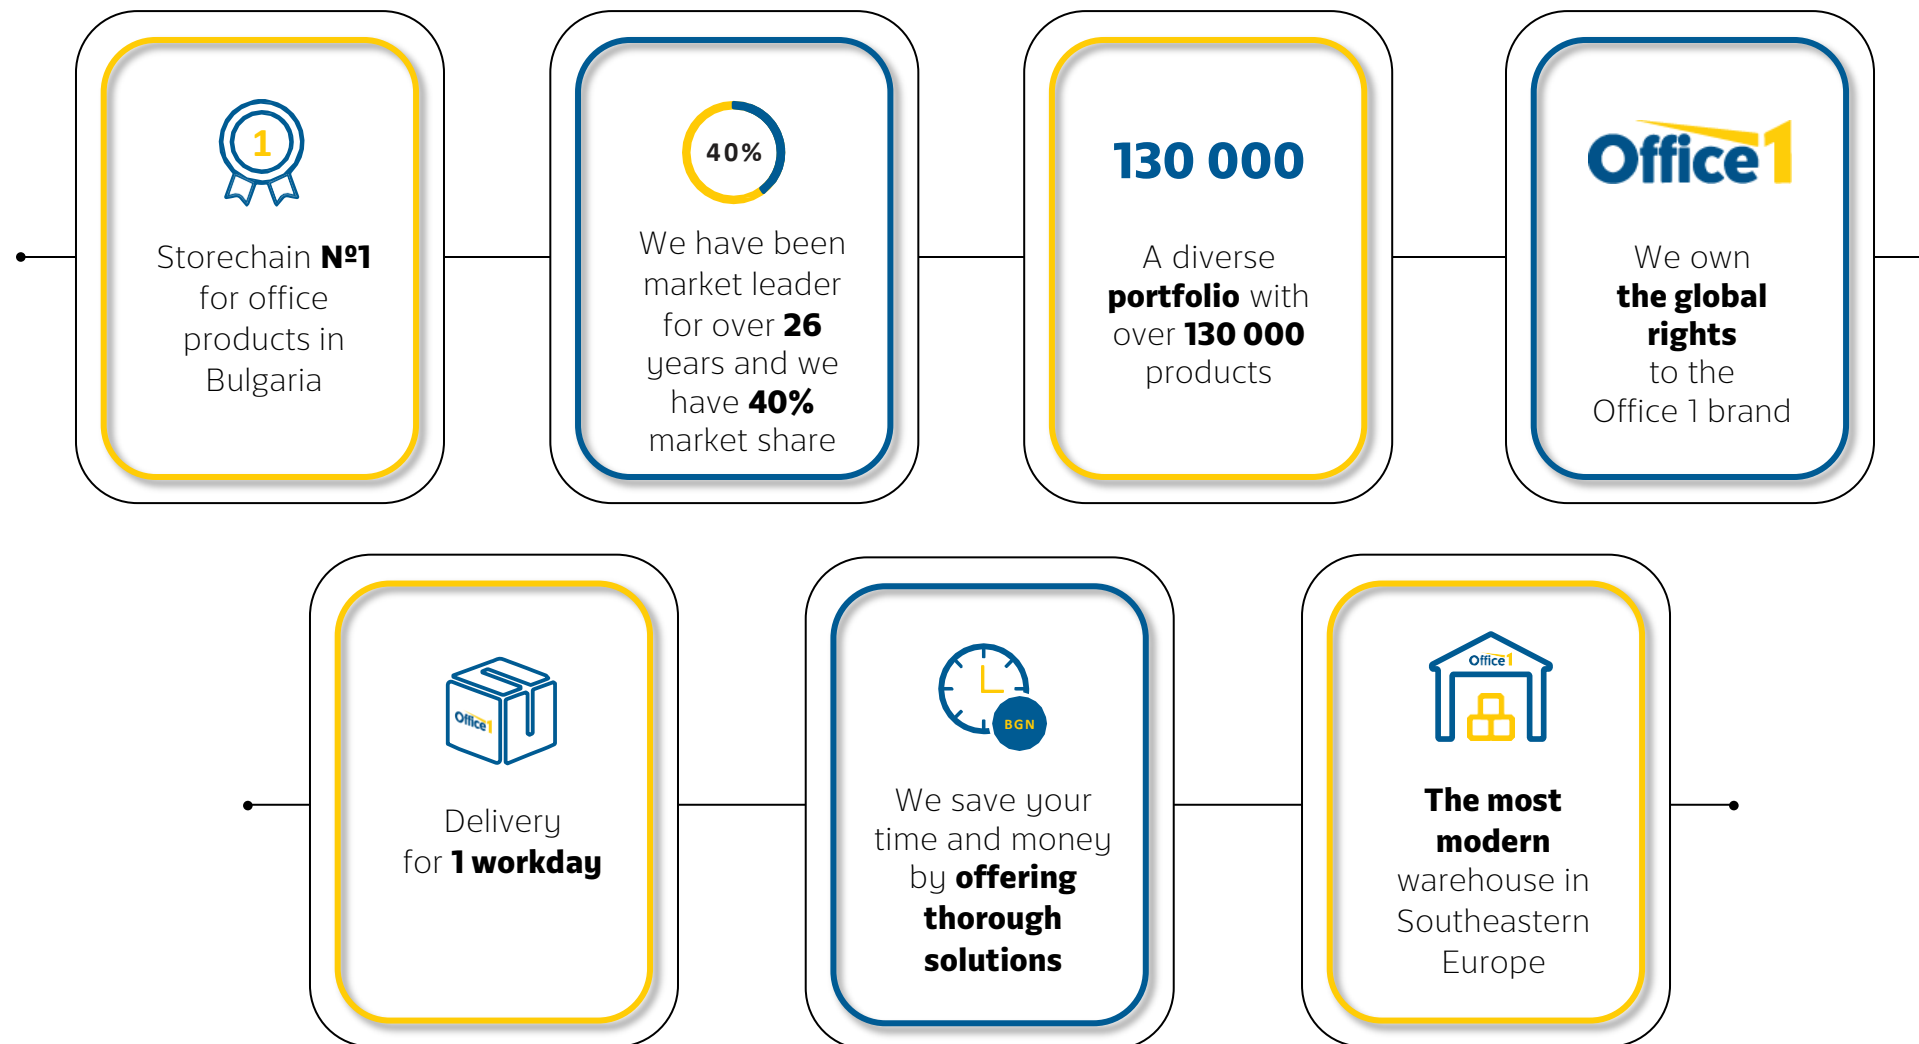 1
Storechain Nº1
for office
products in
Bulgaria
40%
We have been
market leader
for over 26
years and we
have 40%
market share
130 000
A diverse
portfolio with
over 130 000
products
Office1
We own
the global
rights
to the
Office 1 brand
Office1
Delivery
for 1 workday
BGN
We save your
time and money
by offering
thorough
solutions
Office1
The most
modern
warehouse in
Southeastern
Europe